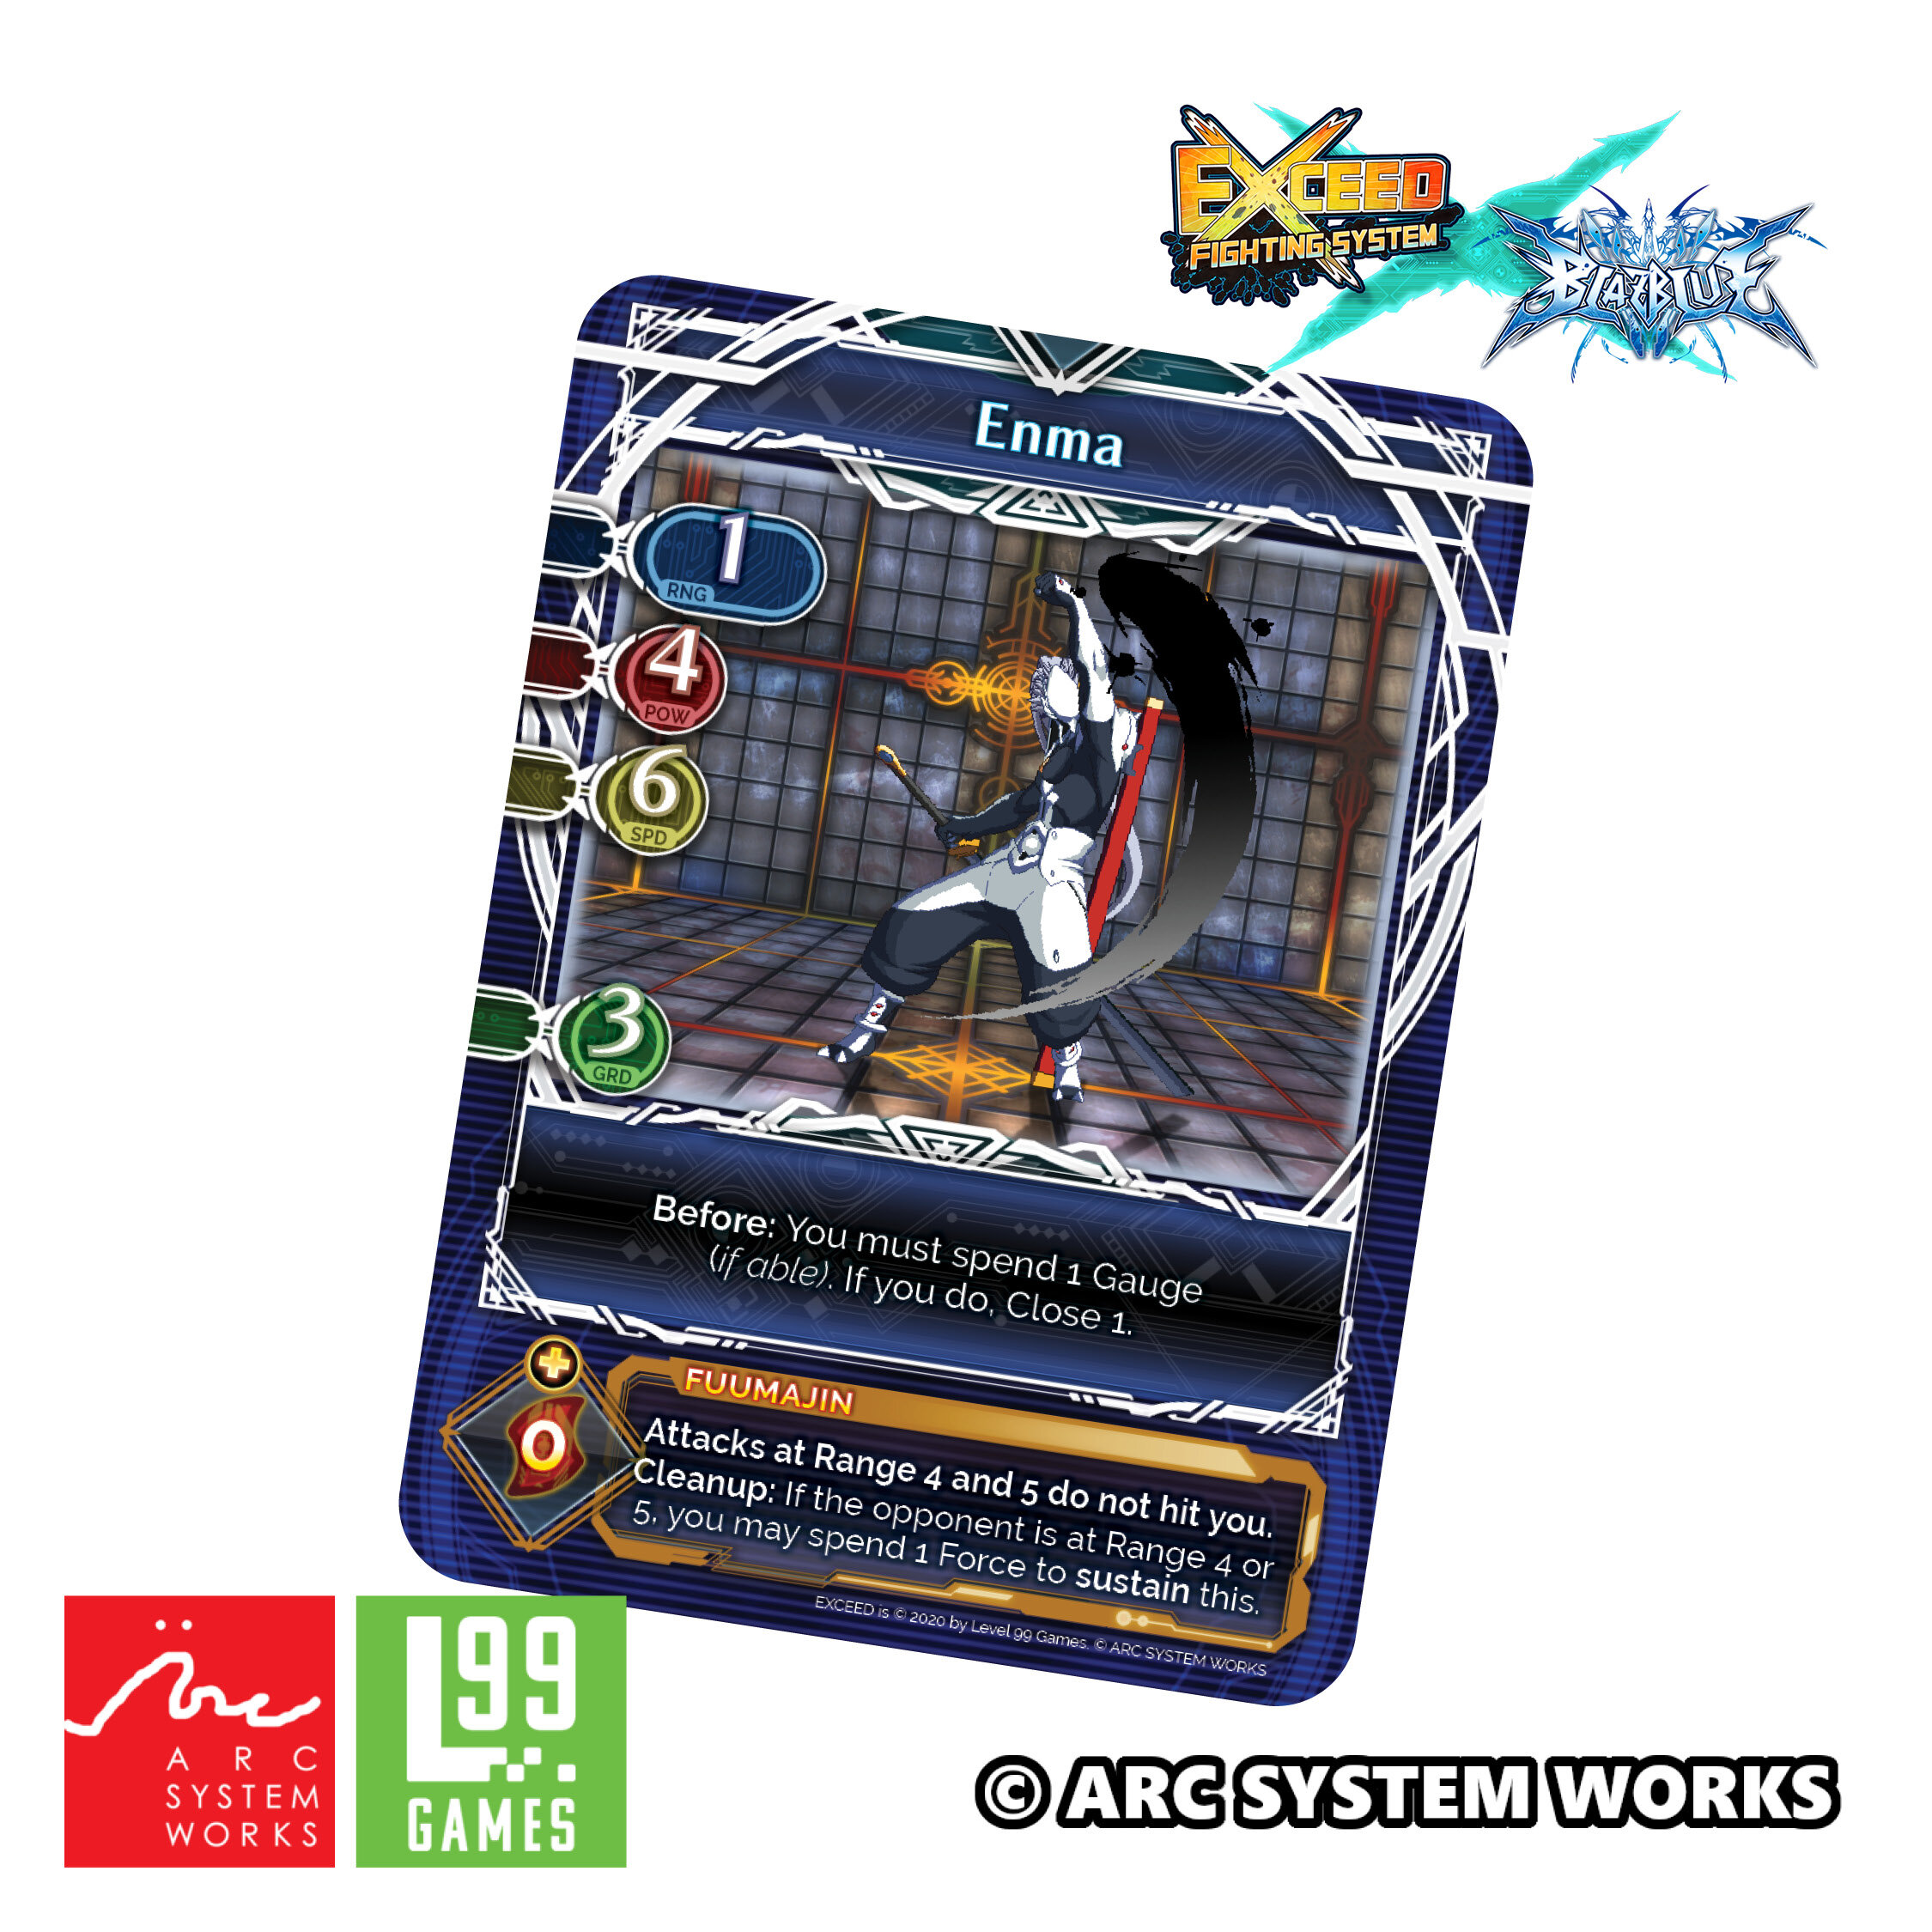 EXCEED
FIGHTING SYSTEM
BLAZBLUE
Enma
1
RNG
4
POW
6
SPD
3
GRD
Before: You must spend 1 Gauge
(if able). If you do, Close 1.
+
0
FUUMAJIN
Attacks at Range 4 and 5 do not hit you.
Cleanup: If the opponent is at Range 4 or
5, you may spend 1 Force to sustain this.
EXCEED is © 2020 by Level 99 Games. © ARC SYSTEM WORKS
Arc
ARC
SYSTEM
WORKS
L99
GAMES
© ARC SYSTEM WORKS